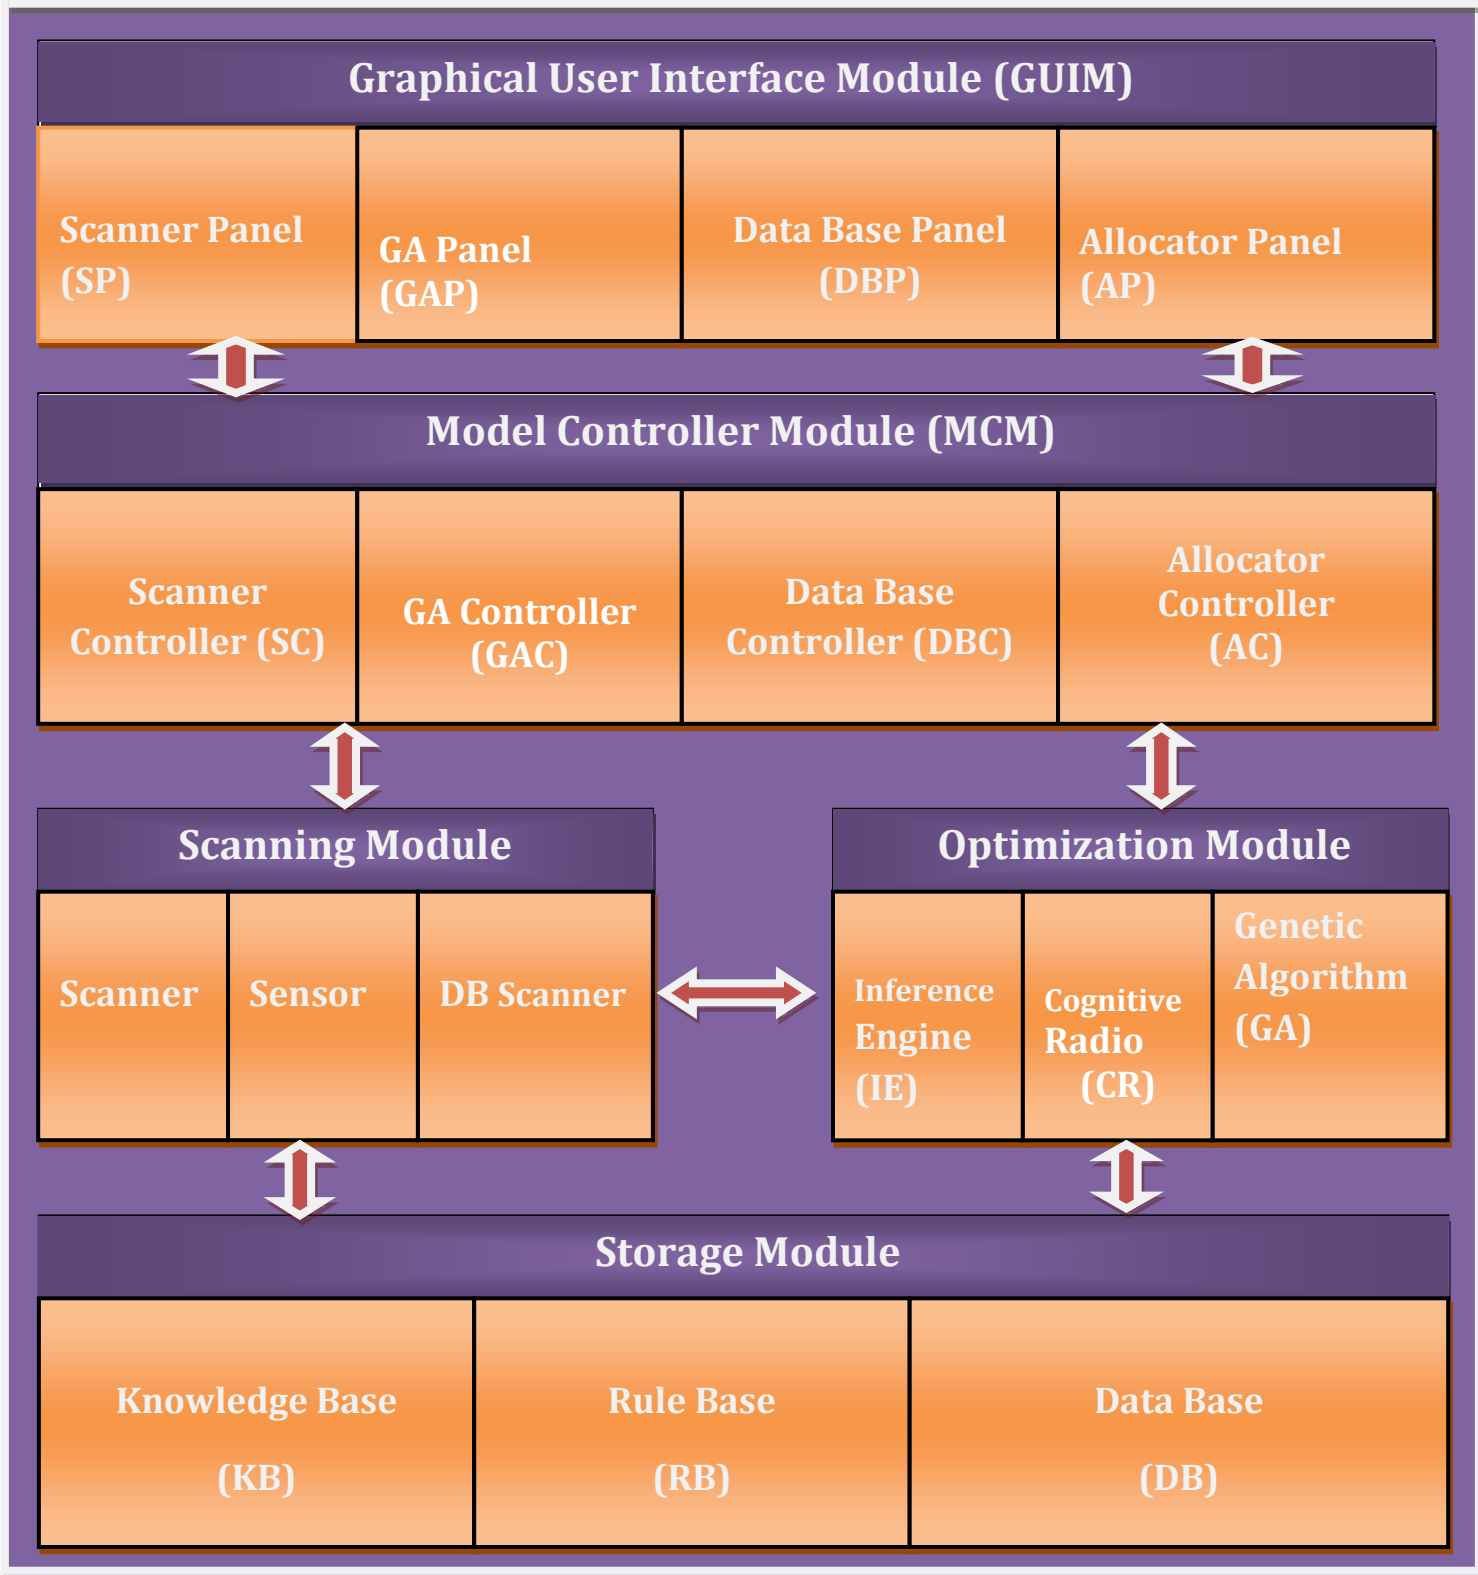 Graphical User Interface Module (GUIM)
Scanner Panel
(SP)
GA Panel
(GAP)
Data Base Panel
(DBP)
Allocator Panel
(AP)
Model Controller Module (MCM)
Scanner
Controller (SC)
GA Controller
(GAC)
Data Base
Controller (DBC)
Allocator
Controller
(AC)
Scanning Module
Scanner
Sensor
DB Scanner
Optimization Module
Inference
Engine
(IE)
Cognitive
Radio
(CR)
Genetic
Algorithm
(GA)
Storage Module
Knowledge Base
(KB)
Rule Base
(RB)
Data Base
(DB)